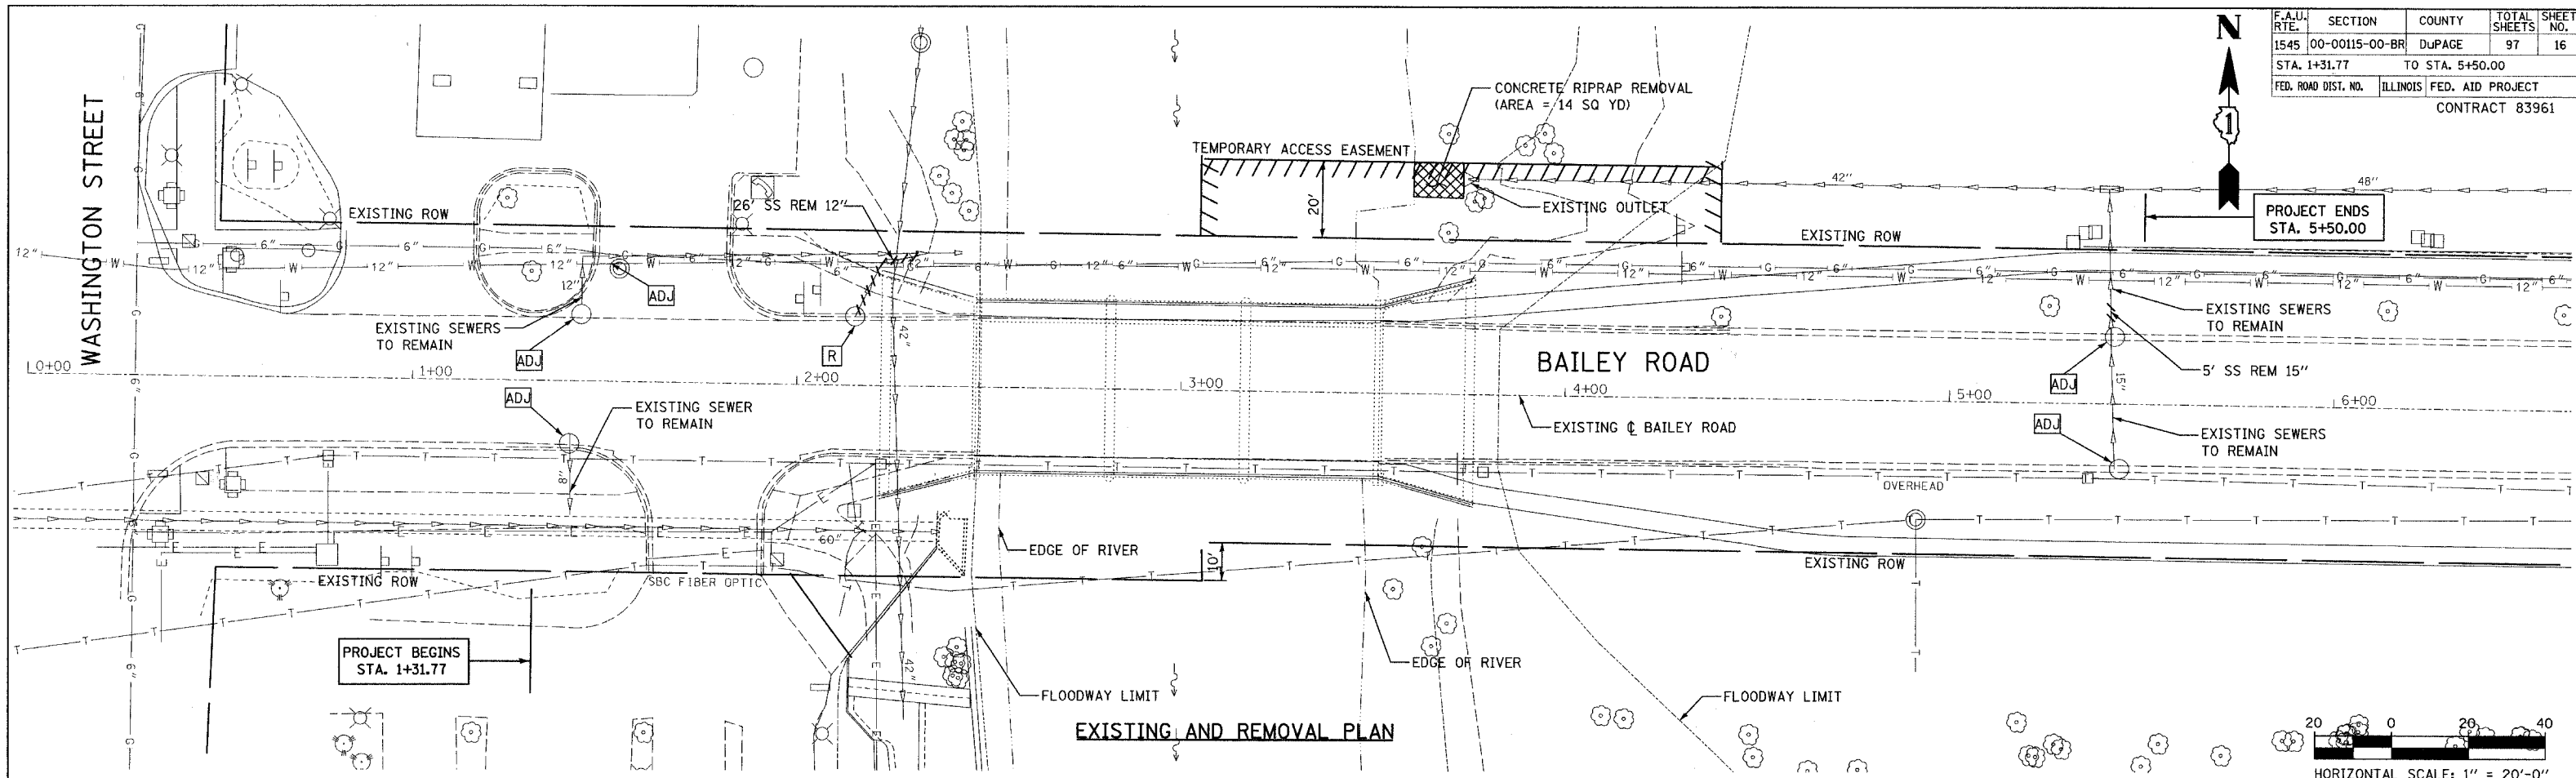 F.A.U. RTE. SECTION COUNTY TOTAL SHEETS SHEET NO.
1545 00-00115-00-BR DuPAGE 97 16
STA. 1+31.77 TO STA. 5+50.00
FED. ROAD DIST. NO. ILLINOIS FED. AID PROJECT
CONTRACT 83961
N
1
WASHINGTON STREET
CONCRETE RIPRAP REMOVAL
(AREA = 14 SQ YD)
TEMPORARY ACCESS EASEMENT
42"
48"
20'
EXISTING OUTLET
PROJECT ENDS
STA. 5+50.00
26' SS REM 12"
EXISTING ROW
EXISTING ROW
12" W 12" W 12" W 12"
G 6" G 6" G 6" G
12"
ADJ
EXISTING SEWERS
TO REMAIN
ADJ
R
42"
EXISTING SEWERS
TO REMAIN
5' SS REM 15"
ADJ
15"
BAILEY ROAD
0+00 1+00 2+00 3+00 4+00 5+00 6+00
ADJ
EXISTING SEWER
TO REMAIN
8"
EXISTING ℄ BAILEY ROAD
ADJ
EXISTING SEWERS
TO REMAIN
OVERHEAD
60"
EDGE OF RIVER
10'
EXISTING ROW
SBC FIBER OPTIC
EXISTING ROW
PROJECT BEGINS
STA. 1+31.77
42"
EDGE OF RIVER
FLOODWAY LIMIT
FLOODWAY LIMIT
EXISTING AND REMOVAL PLAN
20 0 20 40
HORIZONTAL SCALE: 1" = 20'-0"